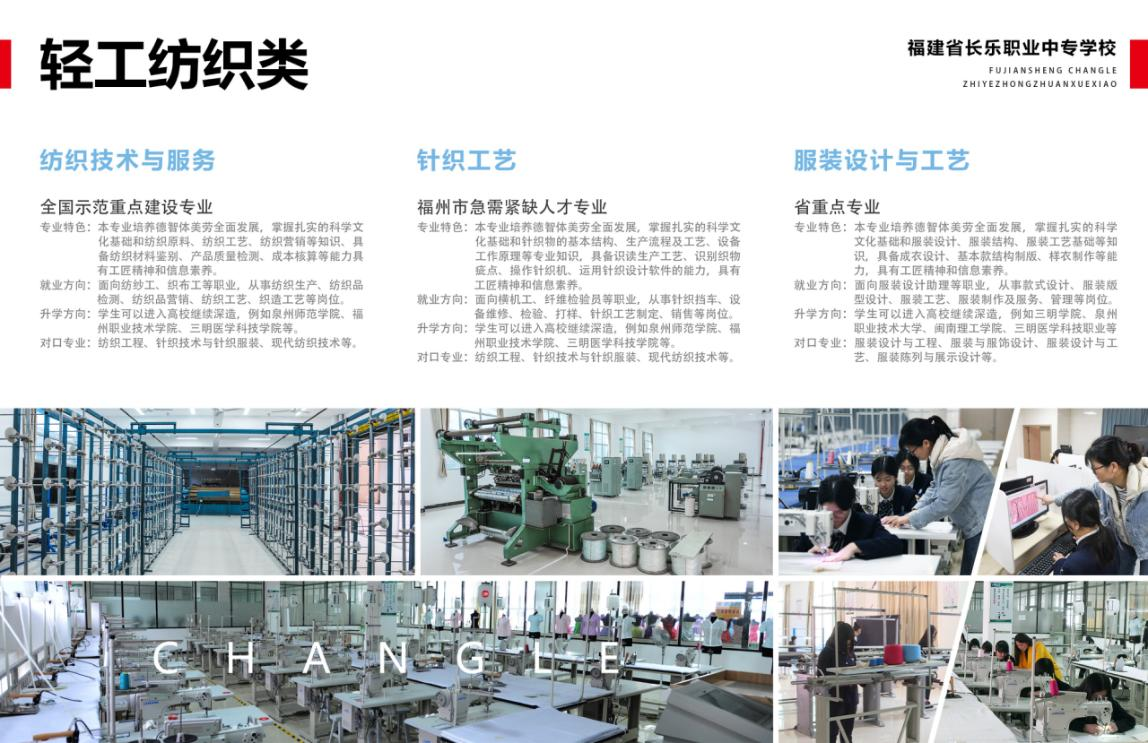 轻工纺织类
福建省长乐职业中专学校
FUJIANSHENG CHANGLE
ZHIYEZHONGZHUANXUEXIAO
纺织技术与服务
全国示范重点建设专业
专业特色：本专业培养德智体美劳全面发展，掌握扎实的科学文
化基础和纺织原料、纺织工艺、纺织营销等知识、具
备纺织材料鉴别、产品质量检测、成本核算等能力具
有工匠精神和信息素养。
就业方向：面向纺纱工、织布工等职业，从事纺织生产、纺织品
检测、纺织品营销、纺织工艺、织造工艺等岗位。
升学方向：学生可以进入高校继续深造，例如泉州师范学院、福
州职业技术学院、三明医学科技学院等。
对口专业：纺织工程、针织技术与针织服装、现代纺织技术等。
针织工艺
福州市急需紧缺人才专业
专业特色：本专业培养德智体美劳全面发展，掌握扎实的科学文
化基础和针织物的基本结构、生产流程及工艺、设备
工作原理等专业知识，具备识读生产工艺、识别织物
疵点、操作针织机、运用针织设计软件的能力，具有
工匠精神和信息素养。
就业方向：面向横机工、纤维检验员等职业，从事针织挡车、设
备维修、检验、打样、针织工艺制定、销售等岗位。
升学方向：学生可以进入高校继续深造，例如泉州师范学院、福
州职业技术学院、三明医学科技学院等。
对口专业：纺织工程、针织技术与针织服装、现代纺织技术等。
服装设计与工艺
省重点专业
专业特色：本专业培养德智体美劳全面发展，掌握扎实的科学
文化基础和服装设计、服装结构、服装工艺基础等知
识，具备成衣设计、基本款结构制版、样衣制作等能
力，具有工匠精神和信息素养。
就业方向：面向服装设计助理等职业，从事款式设计、服装版
型设计、服装工艺、服装制作及服务、管理等岗位。
升学方向：学生可以进入高校继续深造，例如三明学院、泉州
职业技术大学、闽南理工学院、三明医学科技职业等
对口专业：服装设计与工程、服装与服饰设计、服装设计与工
艺、服装陈列与展示设计等。
CHANGLE